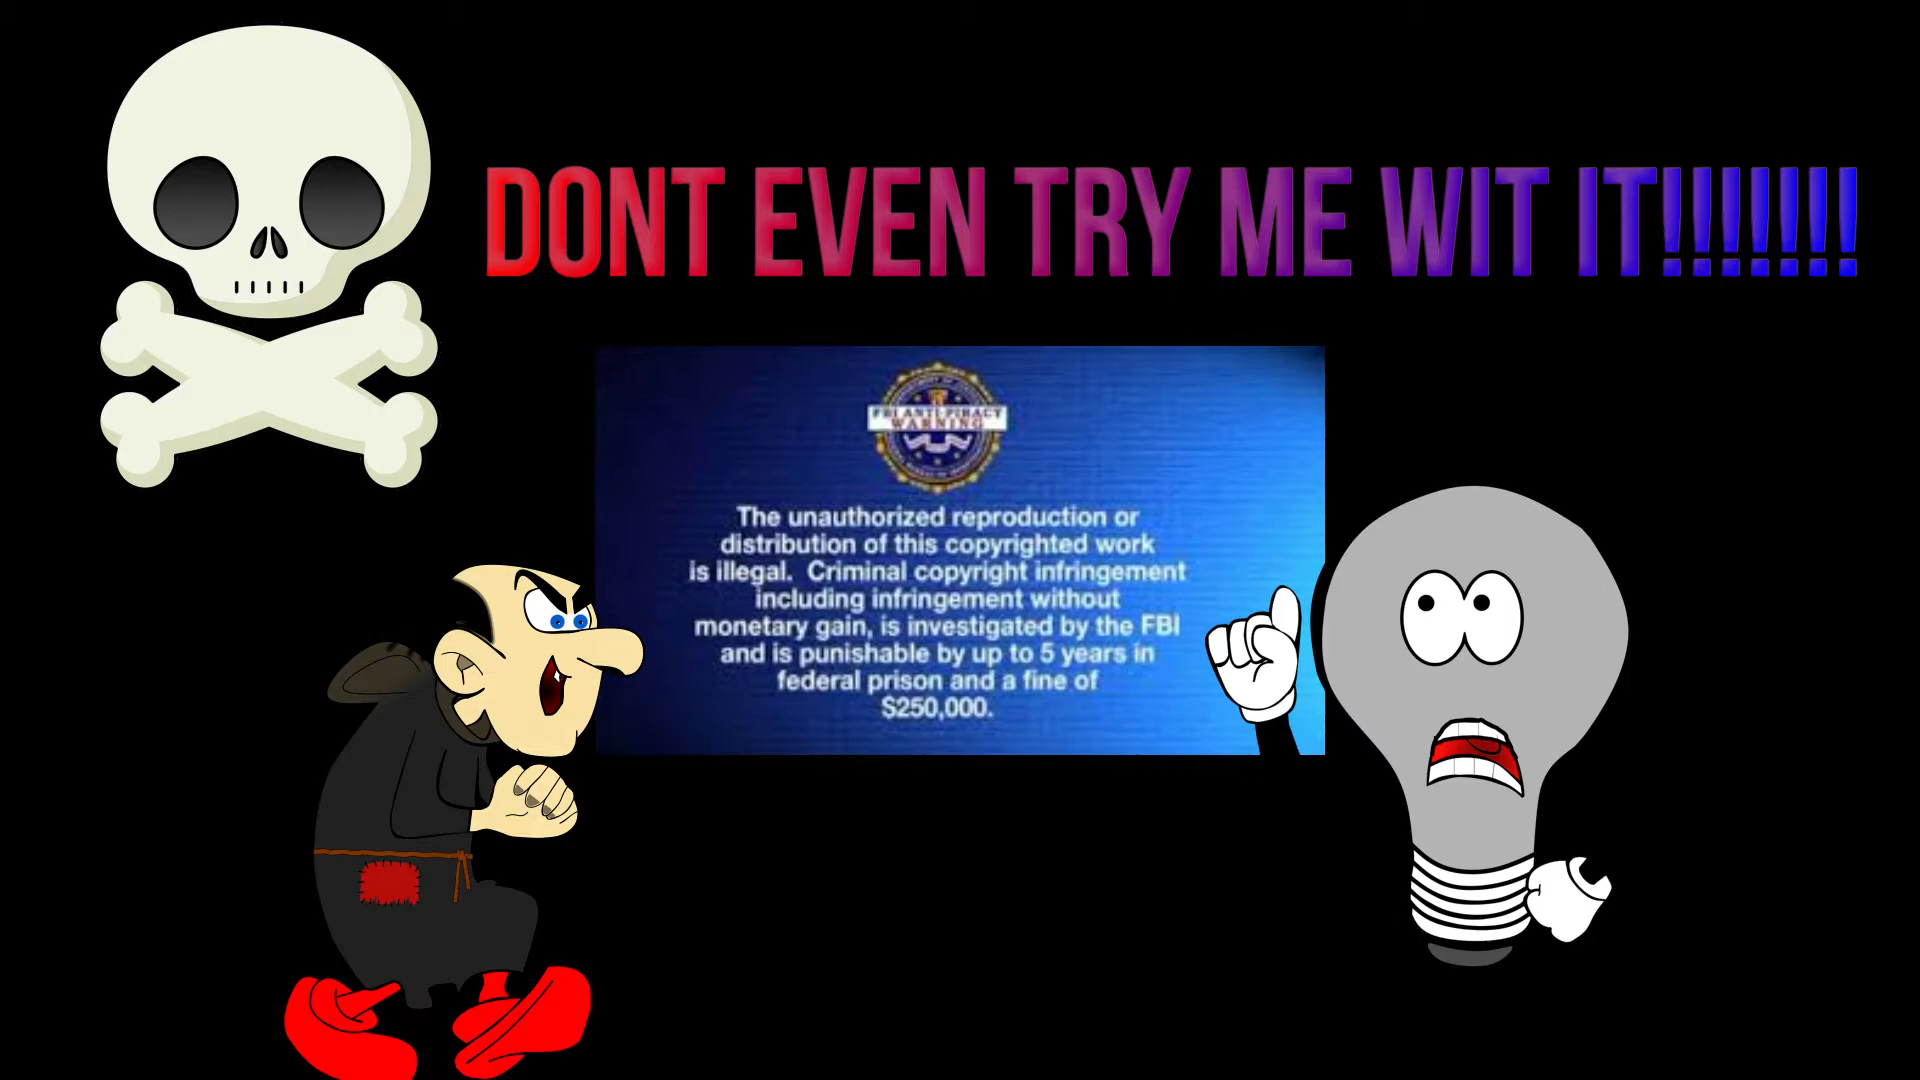 DONT EVEN TRY ME WIT IT!!!!!!!
FBI ANTI-PIRACY
WARNING
The unauthorized reproduction or
distribution of this copyrighted work
is illegal. Criminal copyright infringement
including infringement without
monetary gain, is investigated by the FBI
and is punishable by up to 5 years in
federal prison and a fine of
$250,000.